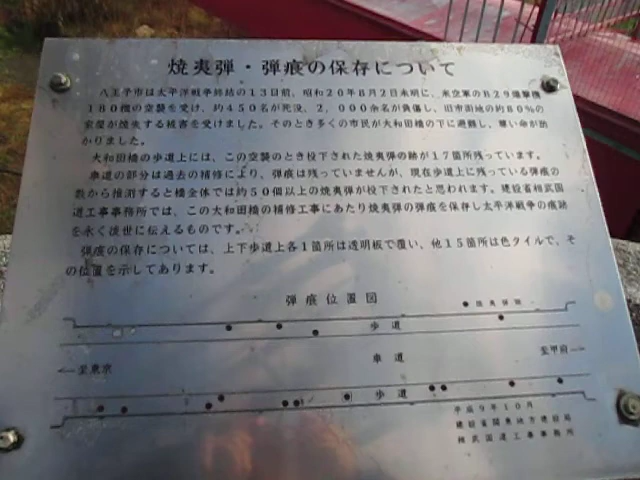 焼夷弾・弾痕の保存について
八王子市は太平洋戦争終結の13日前、昭和20年8月2日未明に、米空軍のB29爆撃機
180機の空襲を受け、約450名が死没、2,000余名が負傷し、旧市街地の約80%の
家屋が焼失する被害を受けました。そのとき多くの市民が大和田橋の下に避難し、尊い命が助
かりました。
大和田橋の歩道上には、この空襲のとき投下された焼夷弾の跡が17箇所残っています。
車道の部分は過去の補修により、弾痕は残っていませんが、現在歩道上に残っている弾痕の
数から推測すると橋全体では約50個以上の焼夷弾が投下されたと思われます。建設省相武国
道工事事務所では、この大和田橋の補修工事にあたり焼夷弾の弾痕を保存し太平洋戦争の痕跡
を永く後世に伝えるものです。
弾痕の保存については、上下歩道上各1箇所は透明板で覆い、他15箇所は色タイルで、そ
の位置を示してあります。
弾痕位置図
●焼夷弾跡
歩道
車道
至甲府→
←至東京
歩道
平成9年10月
建設省関東地方建設局
相武国道工事事務所